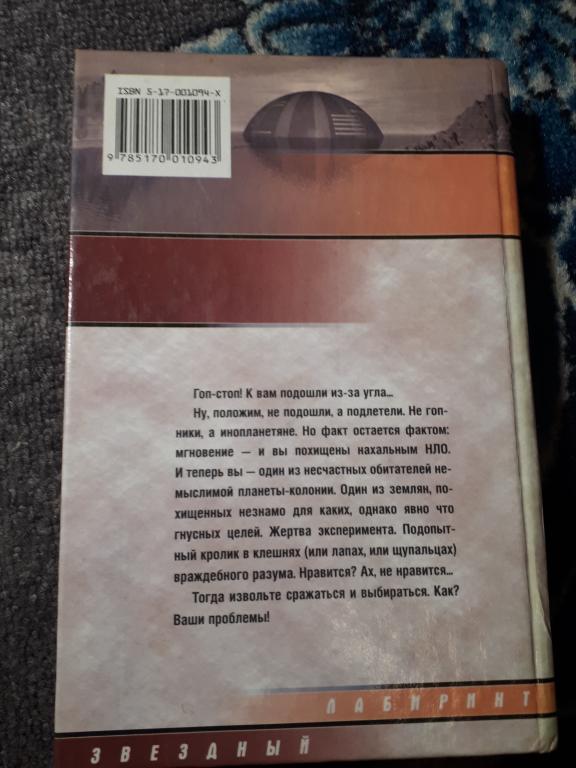 ISBN 5-17-001094-X
9 785170 010943
Гоп-стоп! К вам подошли из-за угла...
Ну, положим, не подошли, а подлетели. Не гоп-
ники, а инопланетяне. Но факт остается фактом:
мгновение — и вы похищены нахальным НЛО.
И теперь вы — один из несчастных обитателей не-
мыслимой планеты-колонии. Один из землян, по-
хищенных незнамо для каких, однако явно что
гнусных целей. Жертва эксперимента. Подопыт-
ный кролик в клешнях (или лапах, или щупальцах)
враждебного разума. Нравится? Ах, не нравится...
Тогда извольте сражаться и выбираться. Как?
Ваши проблемы!
ЛАБИРИНТ
ЗВЕЗДНЫЙ